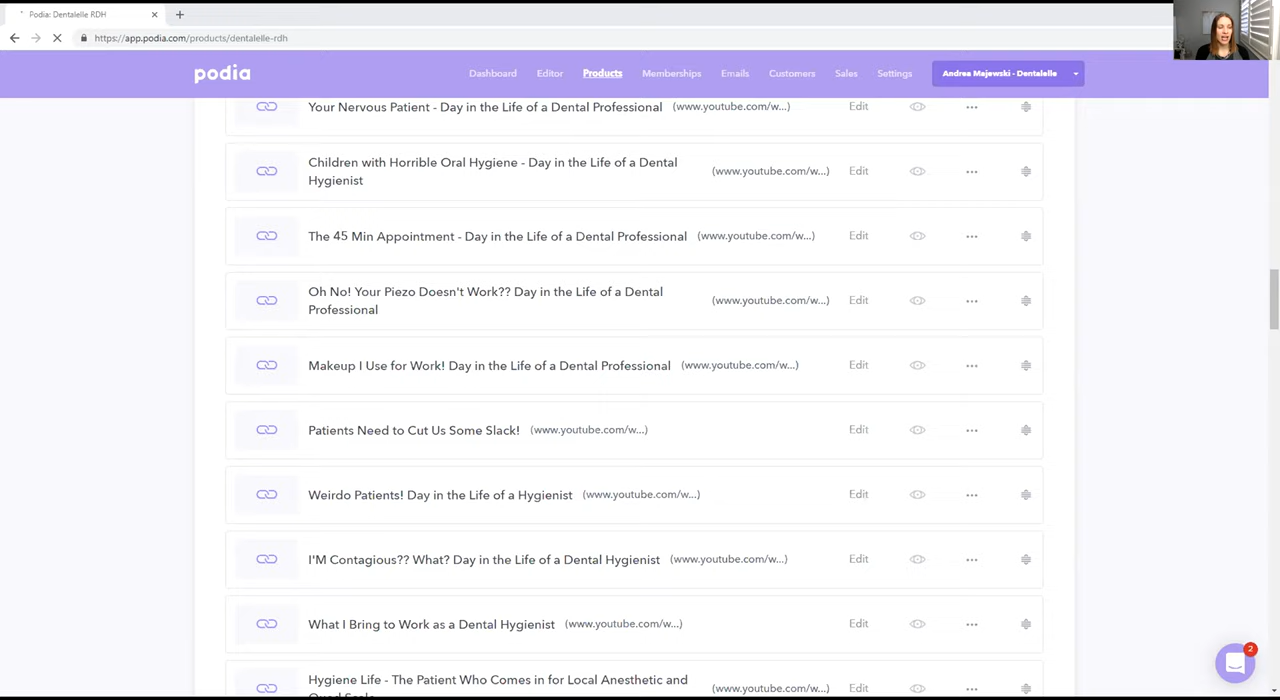 Podia: Dentalelle RDH
https://app.podia.com/products/dentalelle-rdh
podia
Dashboard Editor Products Memberships Emails Customers Sales Settings Andrea Majewski - Dentalelle
Your Nervous Patient - Day in the Life of a Dental Professional (www.youtube.com/w...) Edit
Children with Horrible Oral Hygiene - Day in the Life of a Dental
Hygienist
(www.youtube.com/w...) Edit
The 45 Min Appointment - Day in the Life of a Dental Professional (www.youtube.com/w...) Edit
Oh No! Your Piezo Doesn't Work?? Day in the Life of a Dental
Professional
(www.youtube.com/w...) Edit
Makeup I Use for Work! Day in the Life of a Dental Professional (www.youtube.com/w...) Edit
Patients Need to Cut Us Some Slack! (www.youtube.com/w...) Edit
Weirdo Patients! Day in the Life of a Hygienist (www.youtube.com/w...) Edit
I'M Contagious?? What? Day in the Life of a Dental Hygienist (www.youtube.com/w...) Edit
What I Bring to Work as a Dental Hygienist (www.youtube.com/w...) Edit
2
Hygiene Life - The Patient Who Comes in for Local Anesthetic and
Quad Scale
(www.youtube.com/w...) Edit